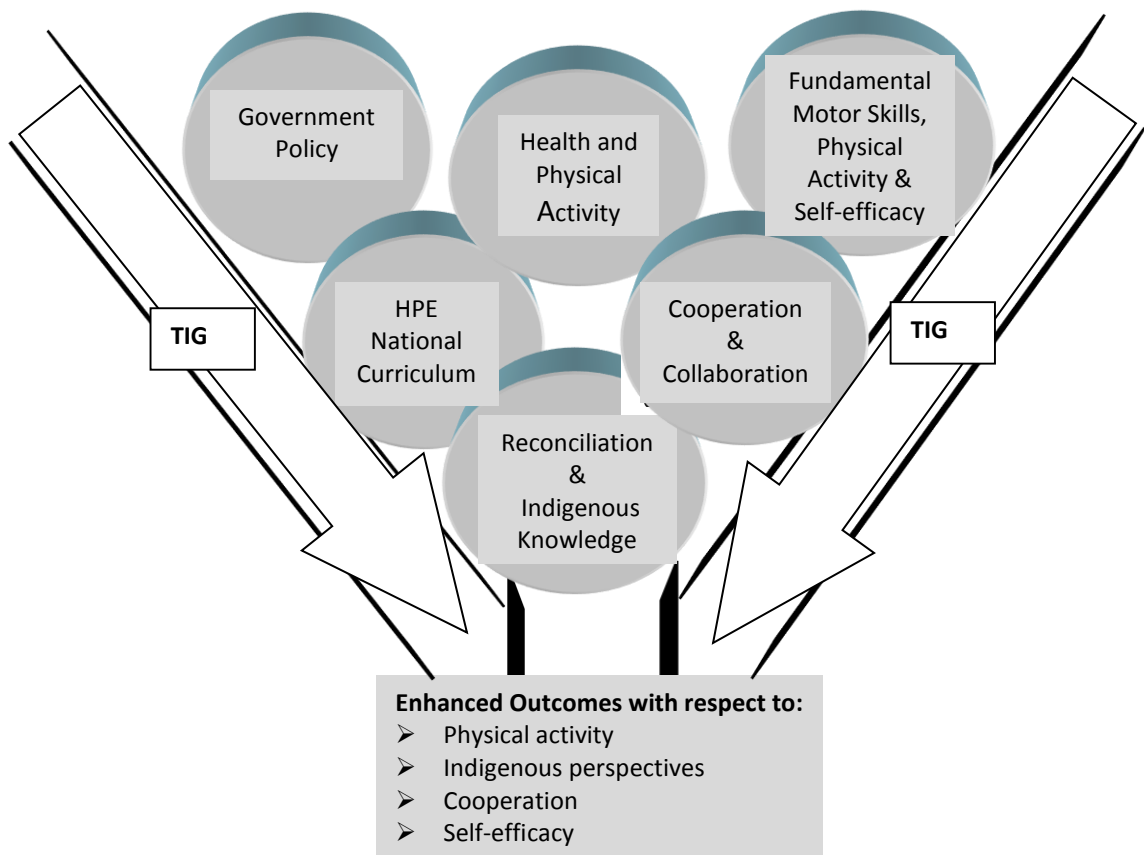 Government
Policy
Health and
Physical
Activity
Fundamental
Motor Skills,
Physical
Activity &
Self-efficacy
HPE
National
Curriculum
Cooperation
&
Collaboration
TIG
TIG
Reconciliation
&
Indigenous
Knowledge
Enhanced Outcomes with respect to:
➢ Physical activity
➢ Indigenous perspectives
➢ Cooperation
➢ Self-efficacy